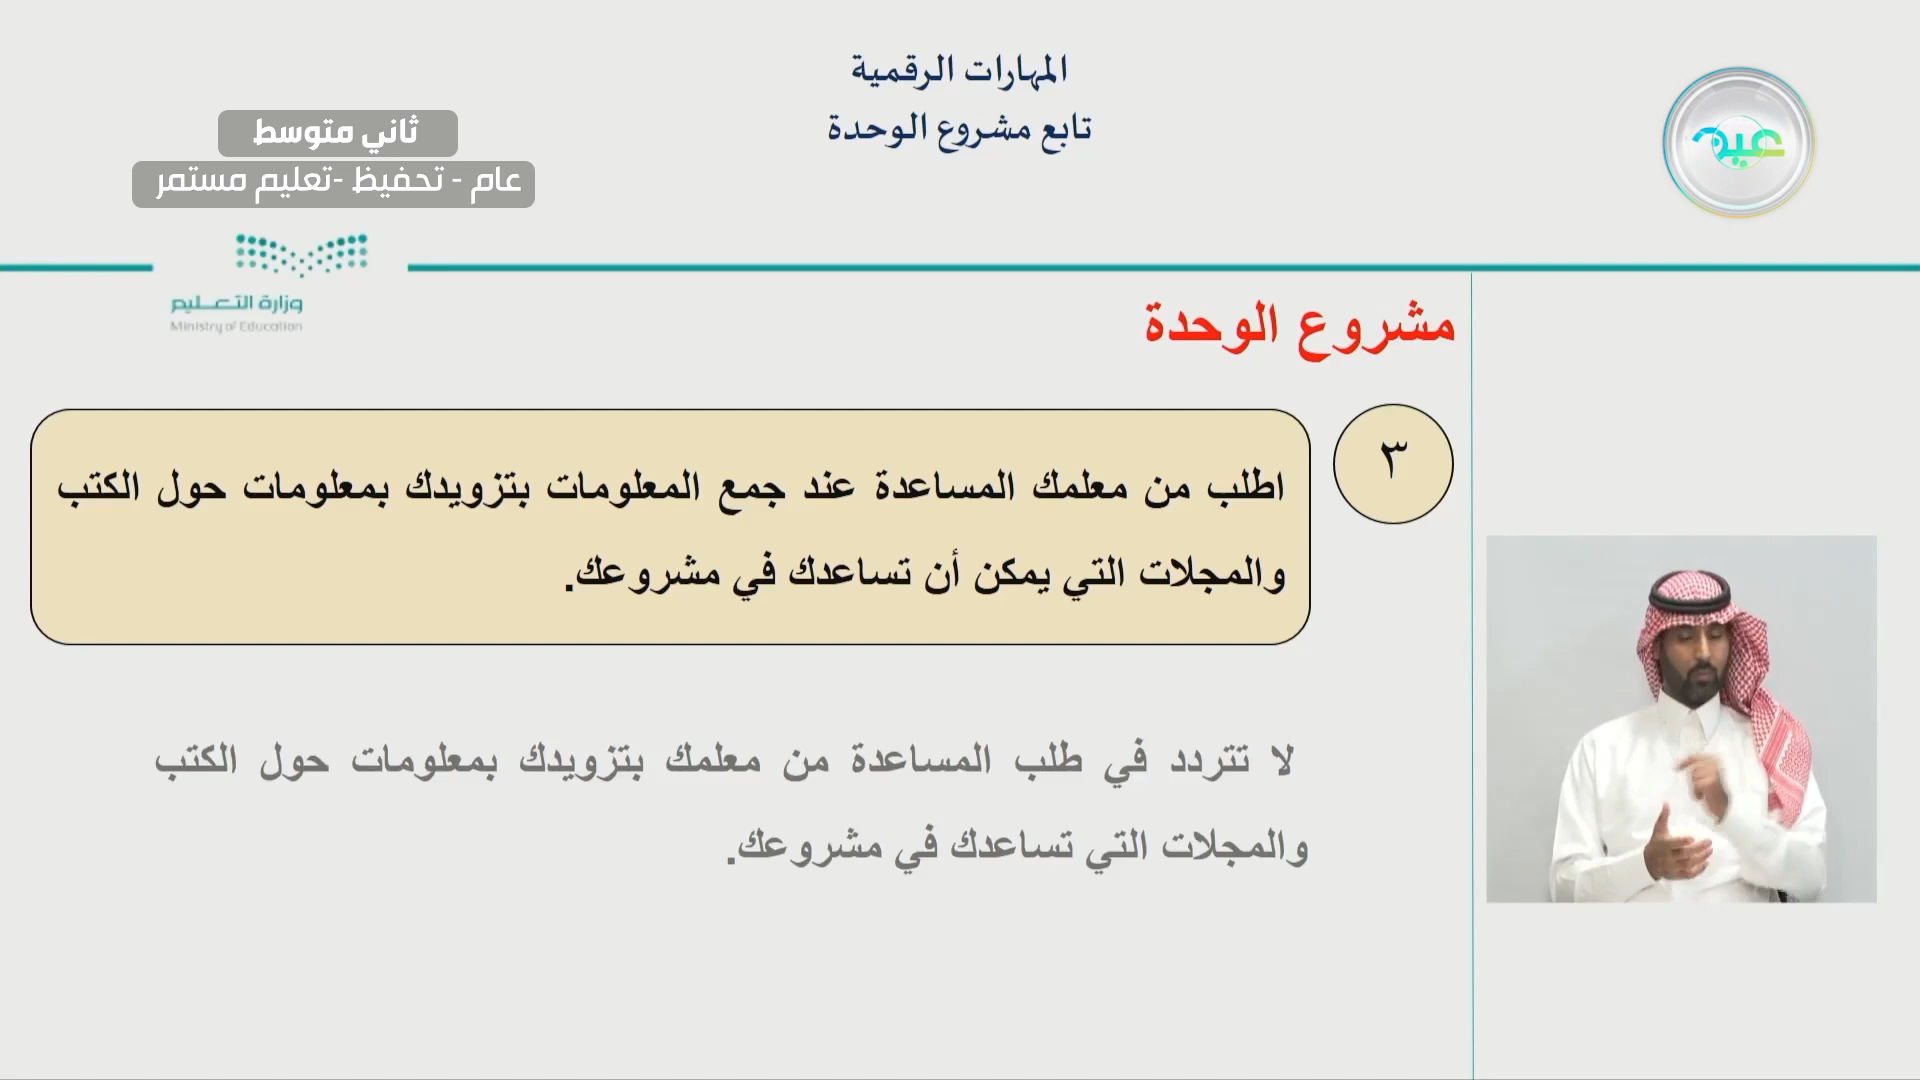 المهارات الرقمية
تابع مشروع الوحدة
ثاني متوسط
عام - تحفيظ -تعليم مستمر
عين
وزارة التعليم
Ministry of Education
مشروع الوحدة
٣
اطلب من معلمك المساعدة عند جمع المعلومات بتزويدك بمعلومات حول الكتب
والمجلات التي يمكن أن تساعدك في مشروعك.
لا تتردد في طلب المساعدة من معلمك بتزويدك بمعلومات حول الكتب
والمجلات التي تساعدك في مشروعك.